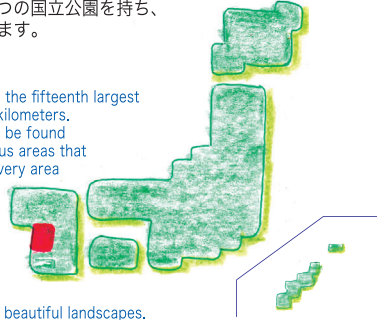 つの国立公園を持ち、
ます。
the fifteenth largest
kilometers.
be found
us areas that
very area
beautiful landscapes.